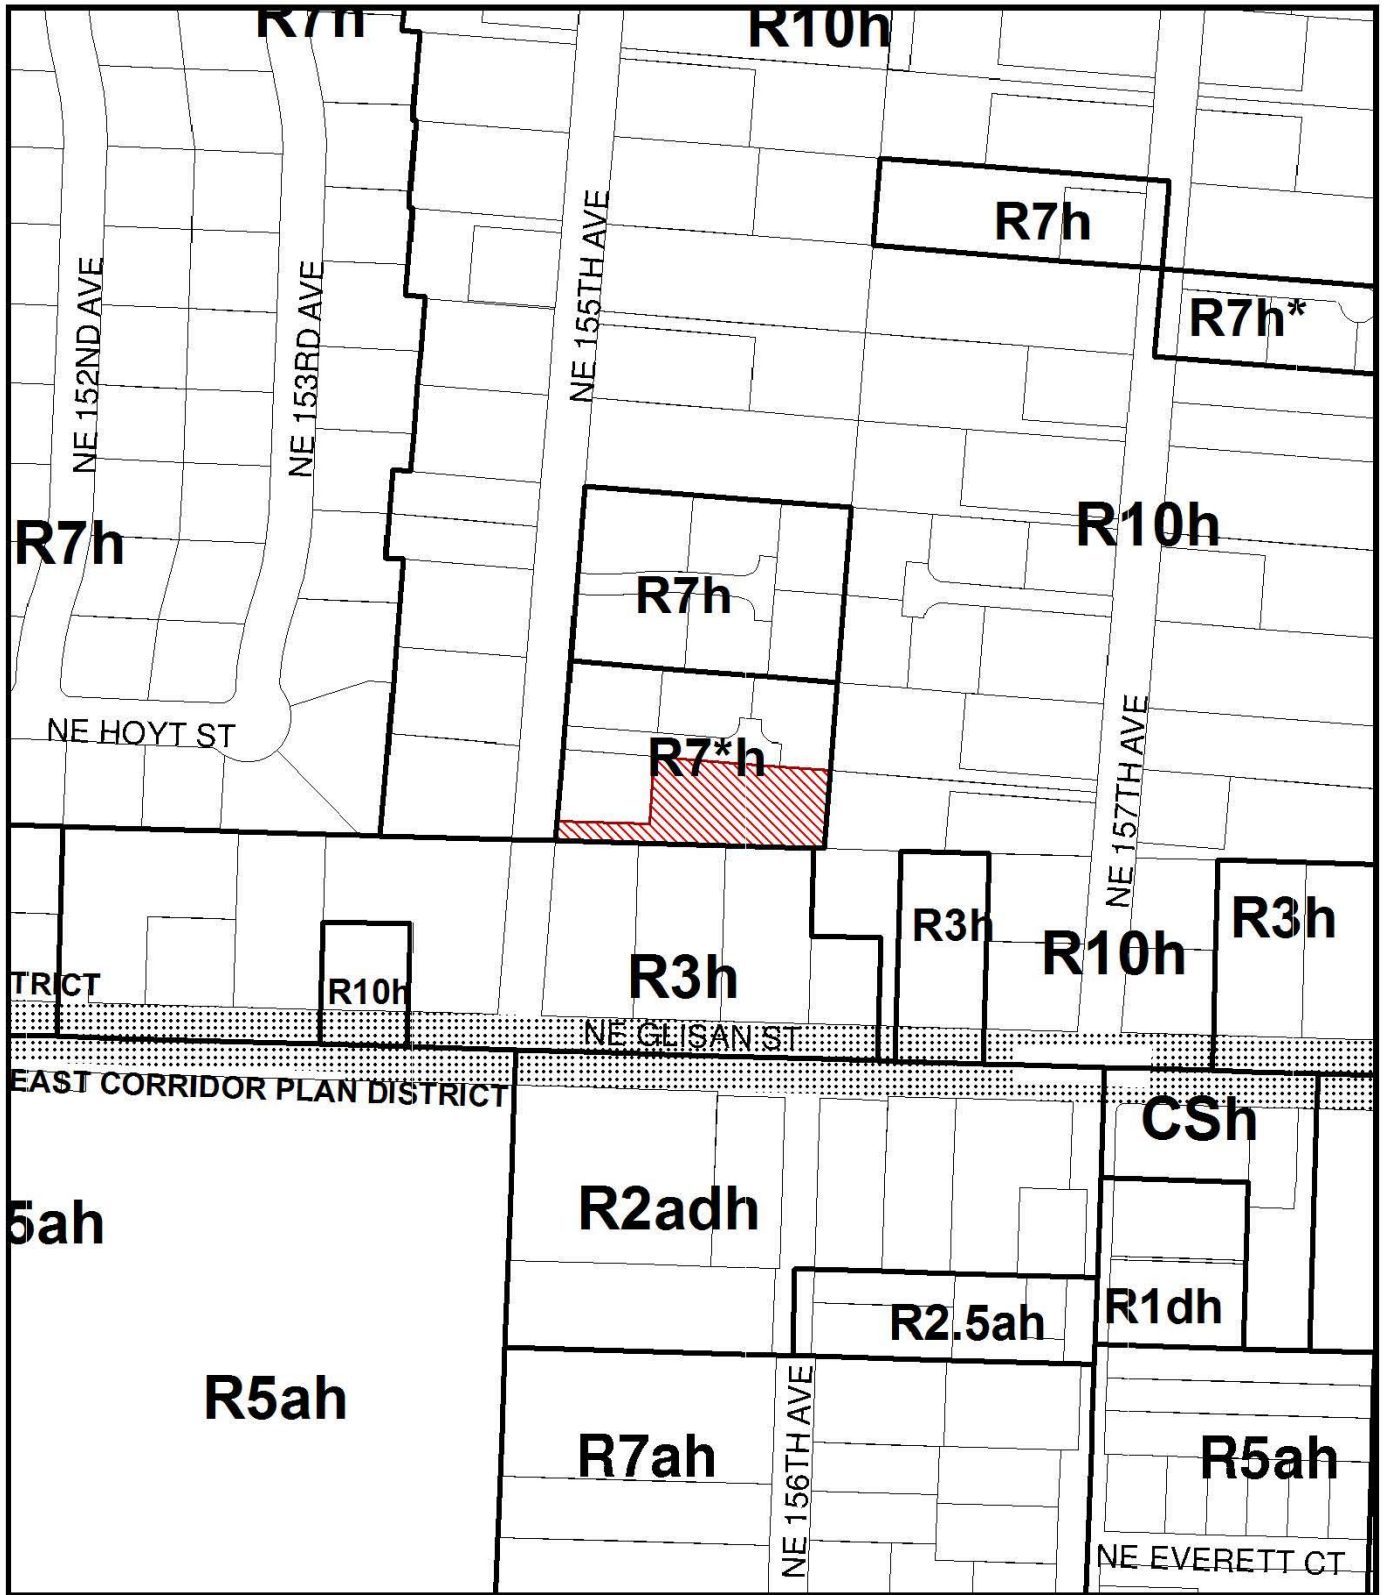 R7h
R10h
R7h
R7h*
NE 155TH AVE
NE 152ND AVE
NE 153RD AVE
R10h
R7h
R7h
NE HOYT ST
R7*h
NE 157TH AVE
R3h
R3h
R10h
R3h
TRICT
R10h
NE GLISAN ST
EAST CORRIDOR PLAN DISTRICT
CSh
R2adh
5ah
R2.5ah
R1dh
R5ah
R7ah
NE 156TH AVE
R5ah
NE EVERETT CT